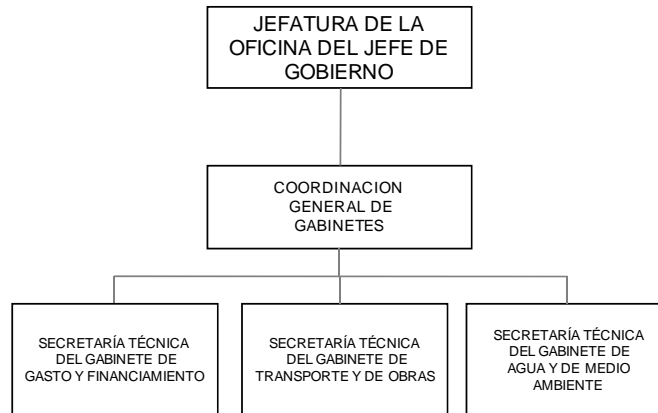 JEFATURA DE LA
OFICINA DEL JEFE DE
GOBIERNO
COORDINACION
GENERAL DE
GABINETES
SECRETARÍA TÉCNICA
DEL GABINETE DE
GASTO Y FINANCIAMIENTO
SECRETARÍA TÉCNICA
DEL GABINETE DE
TRANSPORTE Y DE OBRAS
SECRETARÍA TÉCNICA
DEL GABINETE DE
AGUA Y DE MEDIO
AMBIENTE